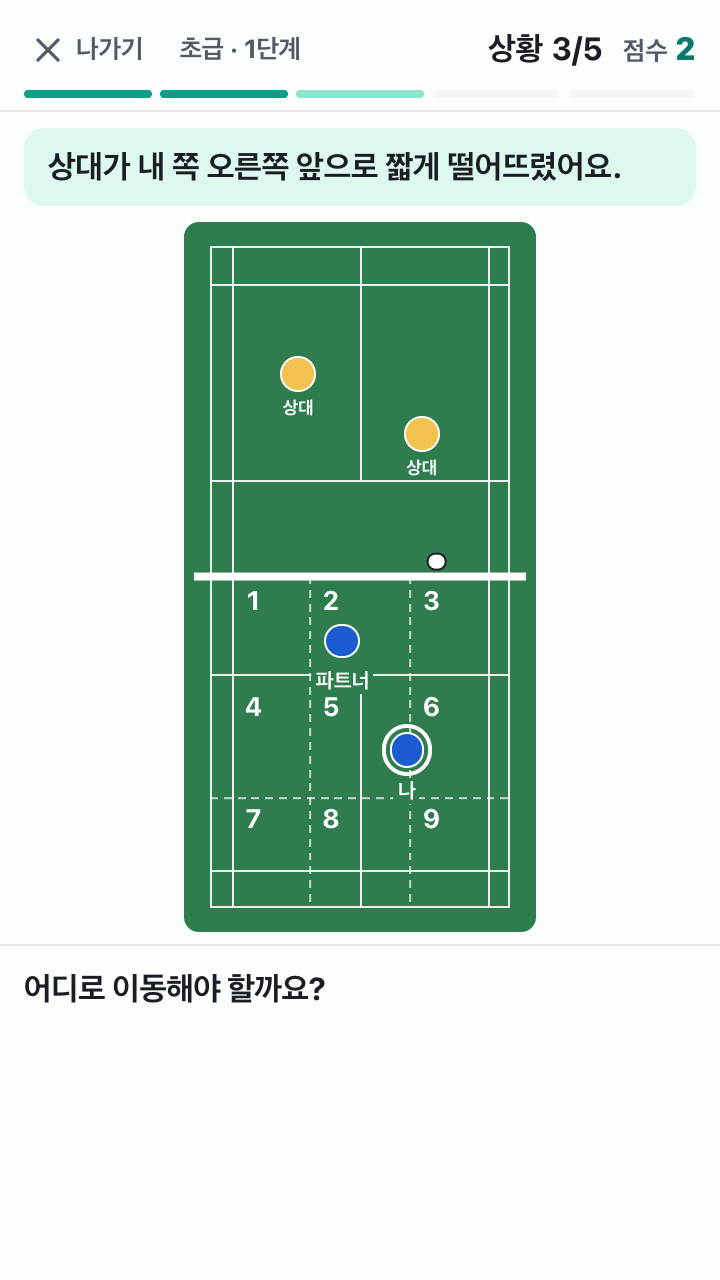 나가기 초급 · 1단계 상황 3/5 점수 2
상대가 내 쪽 오른쪽 앞으로 짧게 떨어뜨렸어요.
상대
상대
1 2 3
파트너
4 5 6
나
7 8 9
어디로 이동해야 할까요?